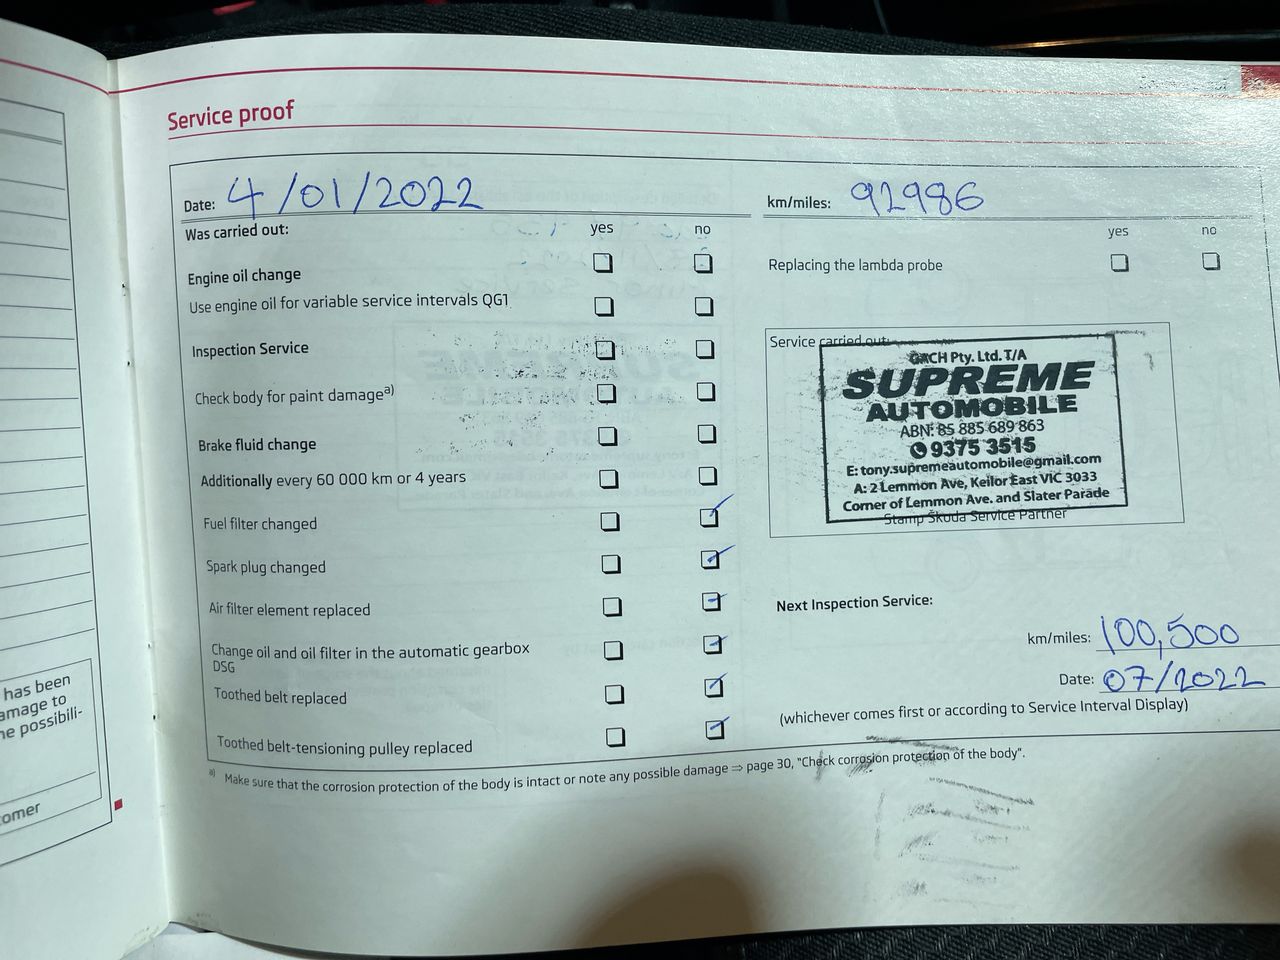 Service proof
Date: 4/01/2022
km/miles: 92986
Was carried out: yes no
yes no
Engine oil change
Replacing the lambda probe
Use engine oil for variable service intervals QG1
Inspection Service
Check body for paint damage a)
Brake fluid change
Additionally every 60 000 km or 4 years
Fuel filter changed
Spark plug changed
Air filter element replaced
Change oil and oil filter in the automatic gearbox
DSG
Toothed belt replaced
Toothed belt-tensioning pulley replaced
Service carried out:
Pty. Ltd. T/A
SUPREME
AUTOMOBILE
ABN: 85 885 689 863
9375 3515
E: tony.supremeautomobile@gmail.com
A: 2 Lemmon Ave, Keilor East VIC 3033
Corner of Lemmon Ave. and Slater Parade
Stamp Škoda Service Partner
Next Inspection Service:
km/miles: 100,500
Date: 07/2022
(whichever comes first or according to Service Interval Display)
a) Make sure that the corrosion protection of the body is intact or note any possible damage ⇒ page 30, "Check corrosion protection of the body".
has been
amage to
ne possibili-
omer